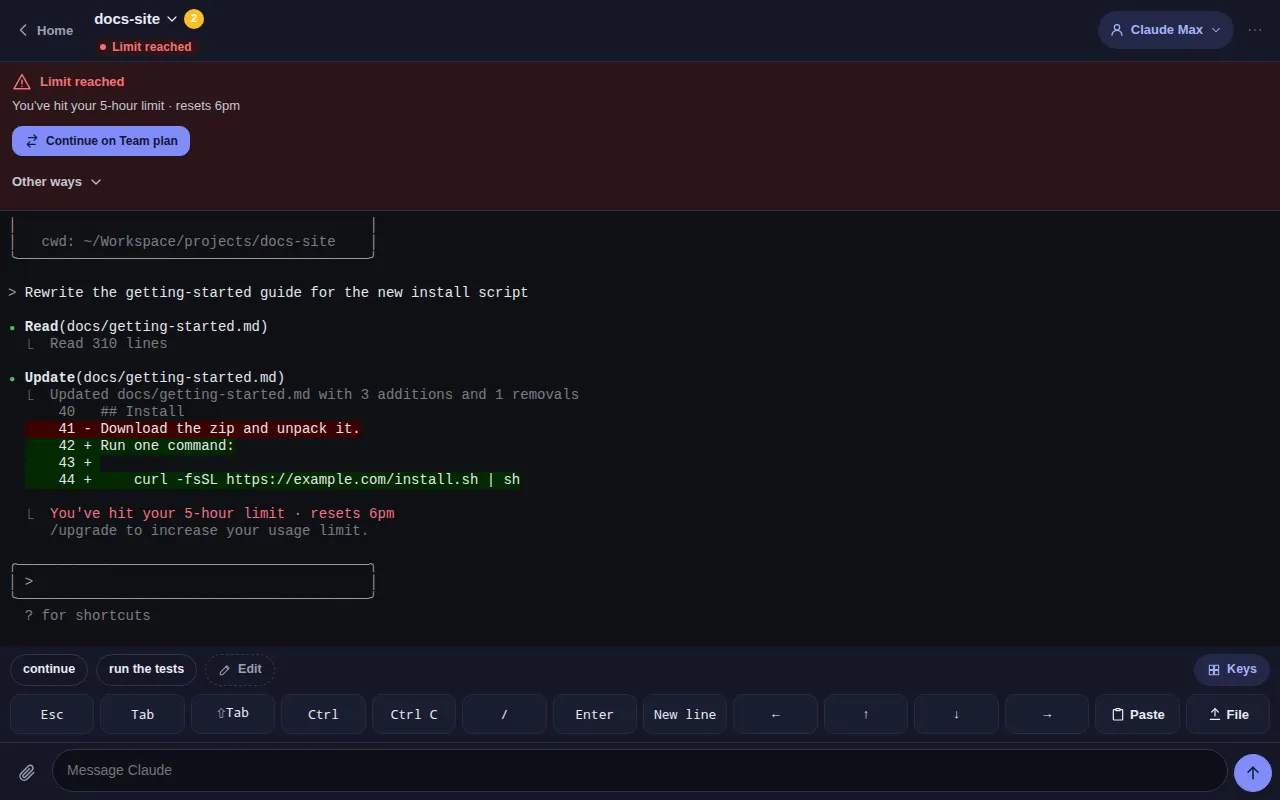 Home
docs-site 2
Limit reached
Claude Max
Limit reached
You've hit your 5-hour limit · resets 6pm
Continue on Team plan
Other ways
cwd: ~/Workspace/projects/docs-site
> Rewrite the getting-started guide for the new install script
Read(docs/getting-started.md)
Read 310 lines
Update(docs/getting-started.md)
Updated docs/getting-started.md with 3 additions and 1 removals
40 ## Install
41 - Download the zip and unpack it.
42 + Run one command:
43 +
44 + curl -fsSL https://example.com/install.sh | sh
You've hit your 5-hour limit · resets 6pm
/upgrade to increase your usage limit.
>
? for shortcuts
continue
run the tests
Edit
Keys
Esc
Tab
⇧Tab
Ctrl
Ctrl C
/
Enter
New line
←
↑
↓
→
Paste
File
Message Claude